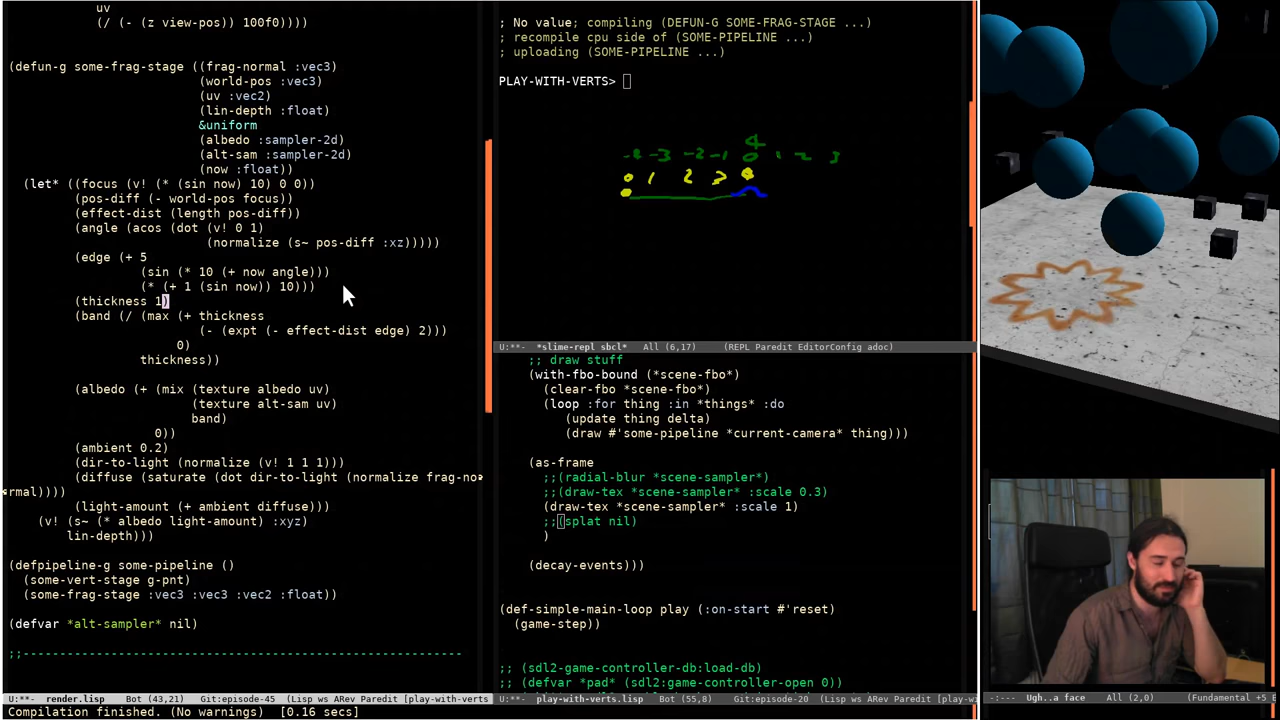 uv
(/ (- (z view-pos)) 100f0))))
(defun-g some-frag-stage ((frag-normal :vec3)
(world-pos :vec3)
(uv :vec2)
(lin-depth :float)
&uniform
(albedo :sampler-2d)
(alt-sam :sampler-2d)
(now :float))
(let* ((focus (v! (* (sin now) 10) 0 0))
(pos-diff (- world-pos focus))
(effect-dist (length pos-diff))
(angle (acos (dot (v! 0 1)
(normalize (s~ pos-diff :xz)))))
(edge (+ 5
(sin (* 10 (+ now angle)))
(* (+ 1 (sin now)) 10)))
(thickness 1)
(band (/ (max (+ thickness
(- (expt (- effect-dist edge) 2)))
0)
thickness))
(albedo (+ (mix (texture albedo uv)
(texture alt-sam uv)
band)
0))
(ambient 0.2)
(dir-to-light (normalize (v! 1 1 1)))
(diffuse (saturate (dot dir-to-light (normalize frag-no
rmal))))
(light-amount (+ ambient diffuse)))
(v! (s~ (* albedo light-amount) :xyz)
lin-depth)))
(defpipeline-g some-pipeline ()
(some-vert-stage g-pnt)
(some-frag-stage :vec3 :vec3 :vec2 :float))
(defvar *alt-sampler* nil)
;;--------------------------------------------------------------
U:**- render.lisp Bot (43,21) Git:episode-45 (Lisp ws ARev Paredit [play-with-verts
Compilation finished. (No warnings) [0.16 secs]
; No value; compiling (DEFUN-G SOME-FRAG-STAGE ...)
; recompile cpu side of (SOME-PIPELINE ...)
; uploading (SOME-PIPELINE ...)
PLAY-WITH-VERTS>
4
-3 -2 -1 0 1 2 3
0 1 2 3
U:**- *slime-repl sbcl* All (6,17) (REPL Paredit EditorConfig adoc)
;; draw stuff
(with-fbo-bound (*scene-fbo*)
(clear-fbo *scene-fbo*)
(loop :for thing :in *things* :do
(update thing delta)
(draw #'some-pipeline *current-camera* thing)))
(as-frame
;;(radial-blur *scene-sampler*)
;;(draw-tex *scene-sampler* :scale 0.3)
(draw-tex *scene-sampler* :scale 1)
;;(splat nil)
)
(decay-events)))
(def-simple-main-loop play (:on-start #'reset)
(game-step))
;; (sdl2-game-controller-db:load-db)
;; (defvar *pad* (sdl2:game-controller-open 0))
U:**- play-with-verts.lisp Bot (55,8) Git:episode-20 (Lisp ws ARev Paredit [play-w
-:--- Ugh..a face All (2,0) (Fundamental +5 E